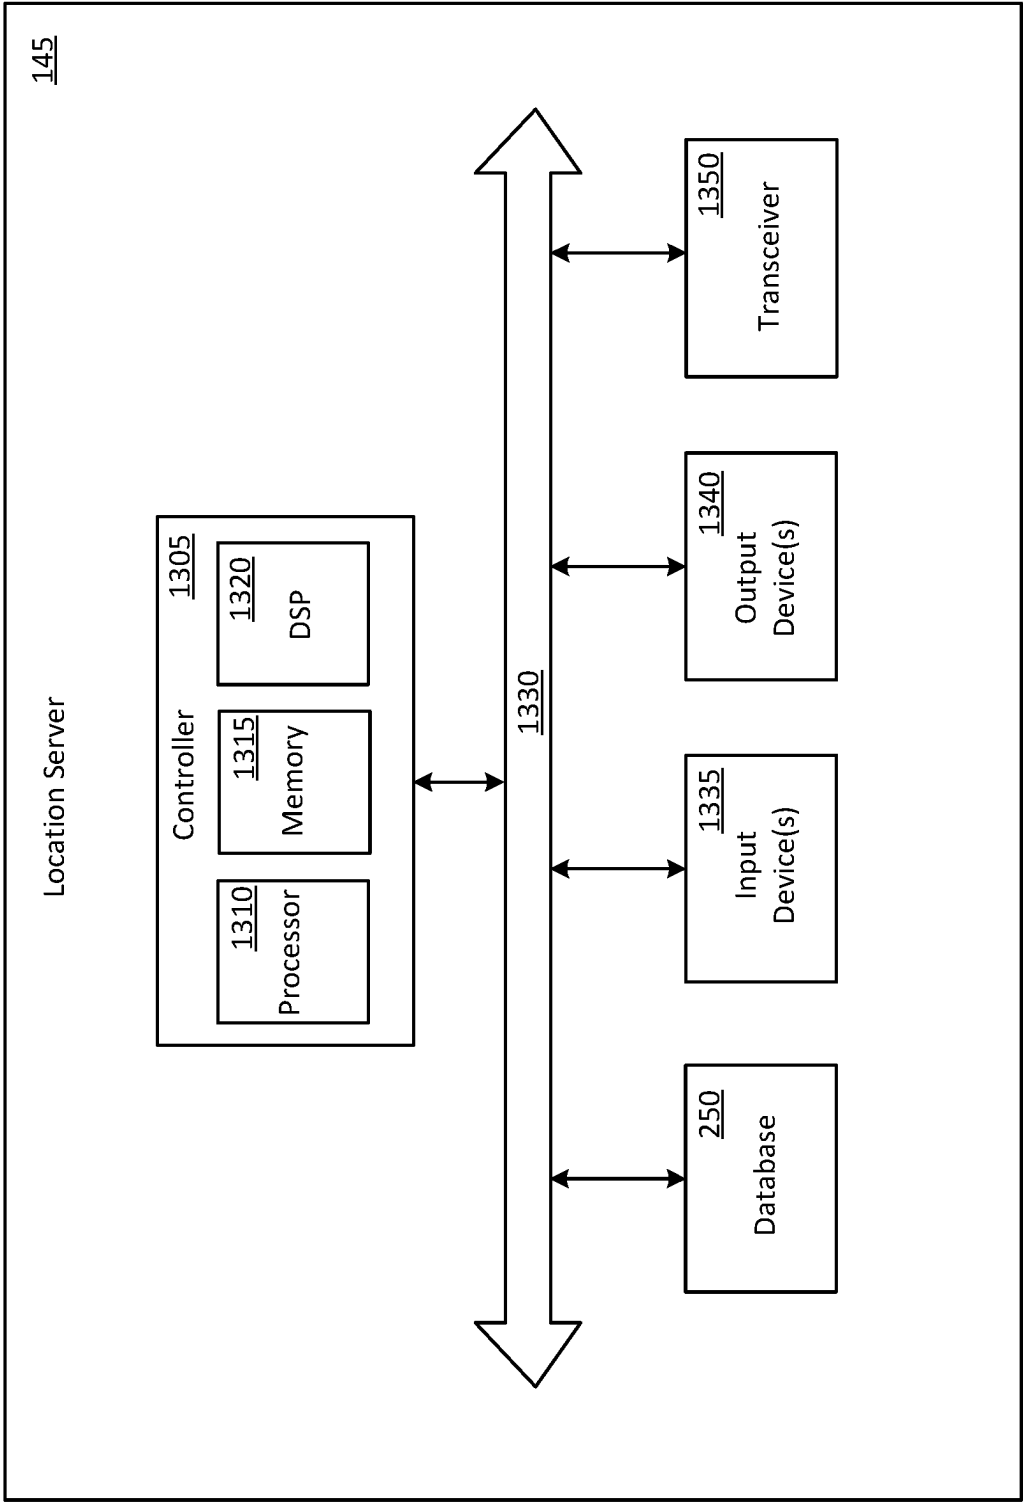 Location Server
145
Controller
1305
1310
Processor
1315
Memory
1320
DSP
1330
250
Database
1335
Input
Device(s)
1340
Output
Device(s)
1350
Transceiver